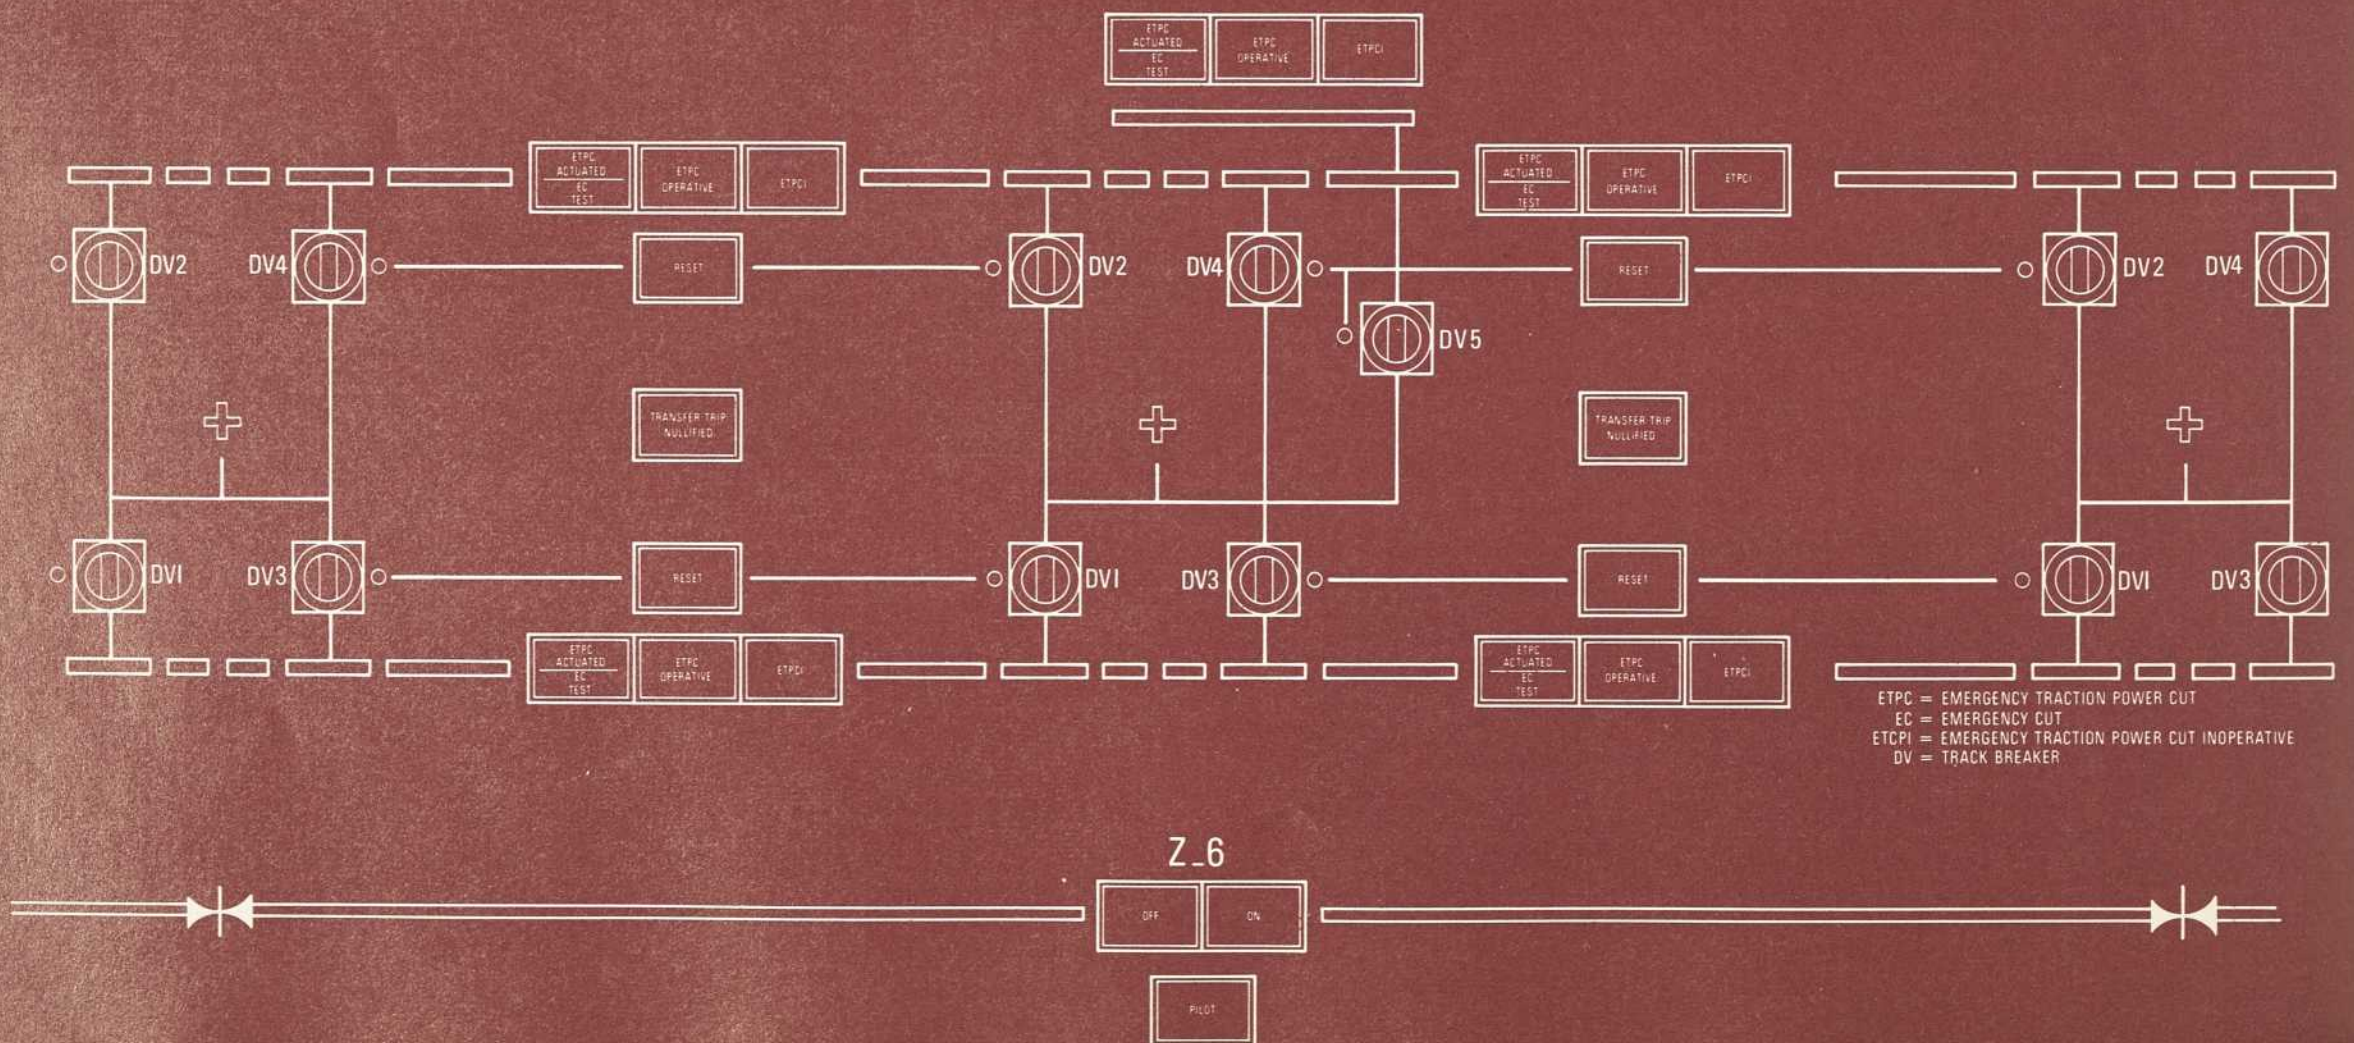 ETPC
ACTUATED
EC
TEST
ETPC
OPERATIVE
ETPCI
ETPC
ACTUATED
EC
TEST
ETPC
OPERATIVE
ETPCI
ETPC
ACTUATED
EC
TEST
ETPC
OPERATIVE
ETPCI
DV2
DV4
RESET
DV2
DV4
RESET
DV2
DV4
DV5
TRANSFER TRIP
NULLIFIED
TRANSFER TRIP
NULLIFIED
DV1
DV3
RESET
DV1
DV3
RESET
DV1
DV3
ETPC
ACTUATED
EC
TEST
ETPC
OPERATIVE
ETPCI
ETPC
ACTUATED
EC
TEST
ETPC
OPERATIVE
ETPCI
ETPC = EMERGENCY TRACTION POWER CUT
EC = EMERGENCY CUT
ETCPI = EMERGENCY TRACTION POWER CUT INOPERATIVE
DV = TRACK BREAKER
Z_6
OFF
ON
PILOT